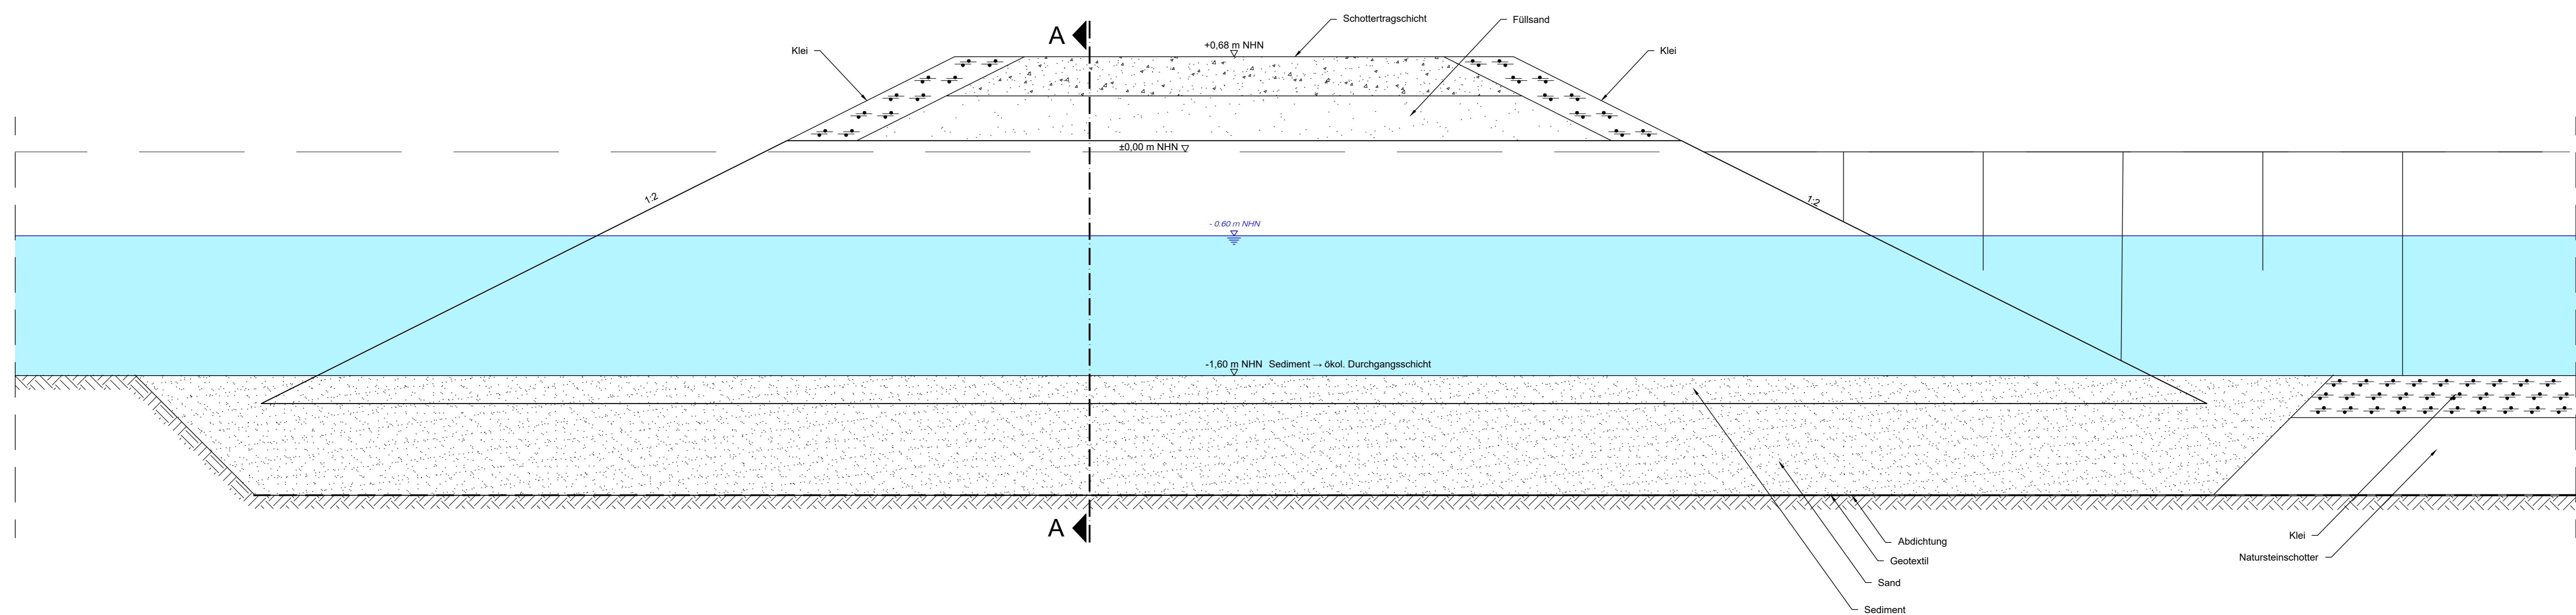 Schottertragschicht
Füllsand
A
+0,68 m NHN
Klei
Klei
±0,00 m NHN
1:2
1:2
- 0.60 m NHN
-1,60 m NHN Sediment → ökol. Durchgangsschicht
A
Klei
Abdichtung
Natursteinschotter
Geotextil
Sand
Sediment